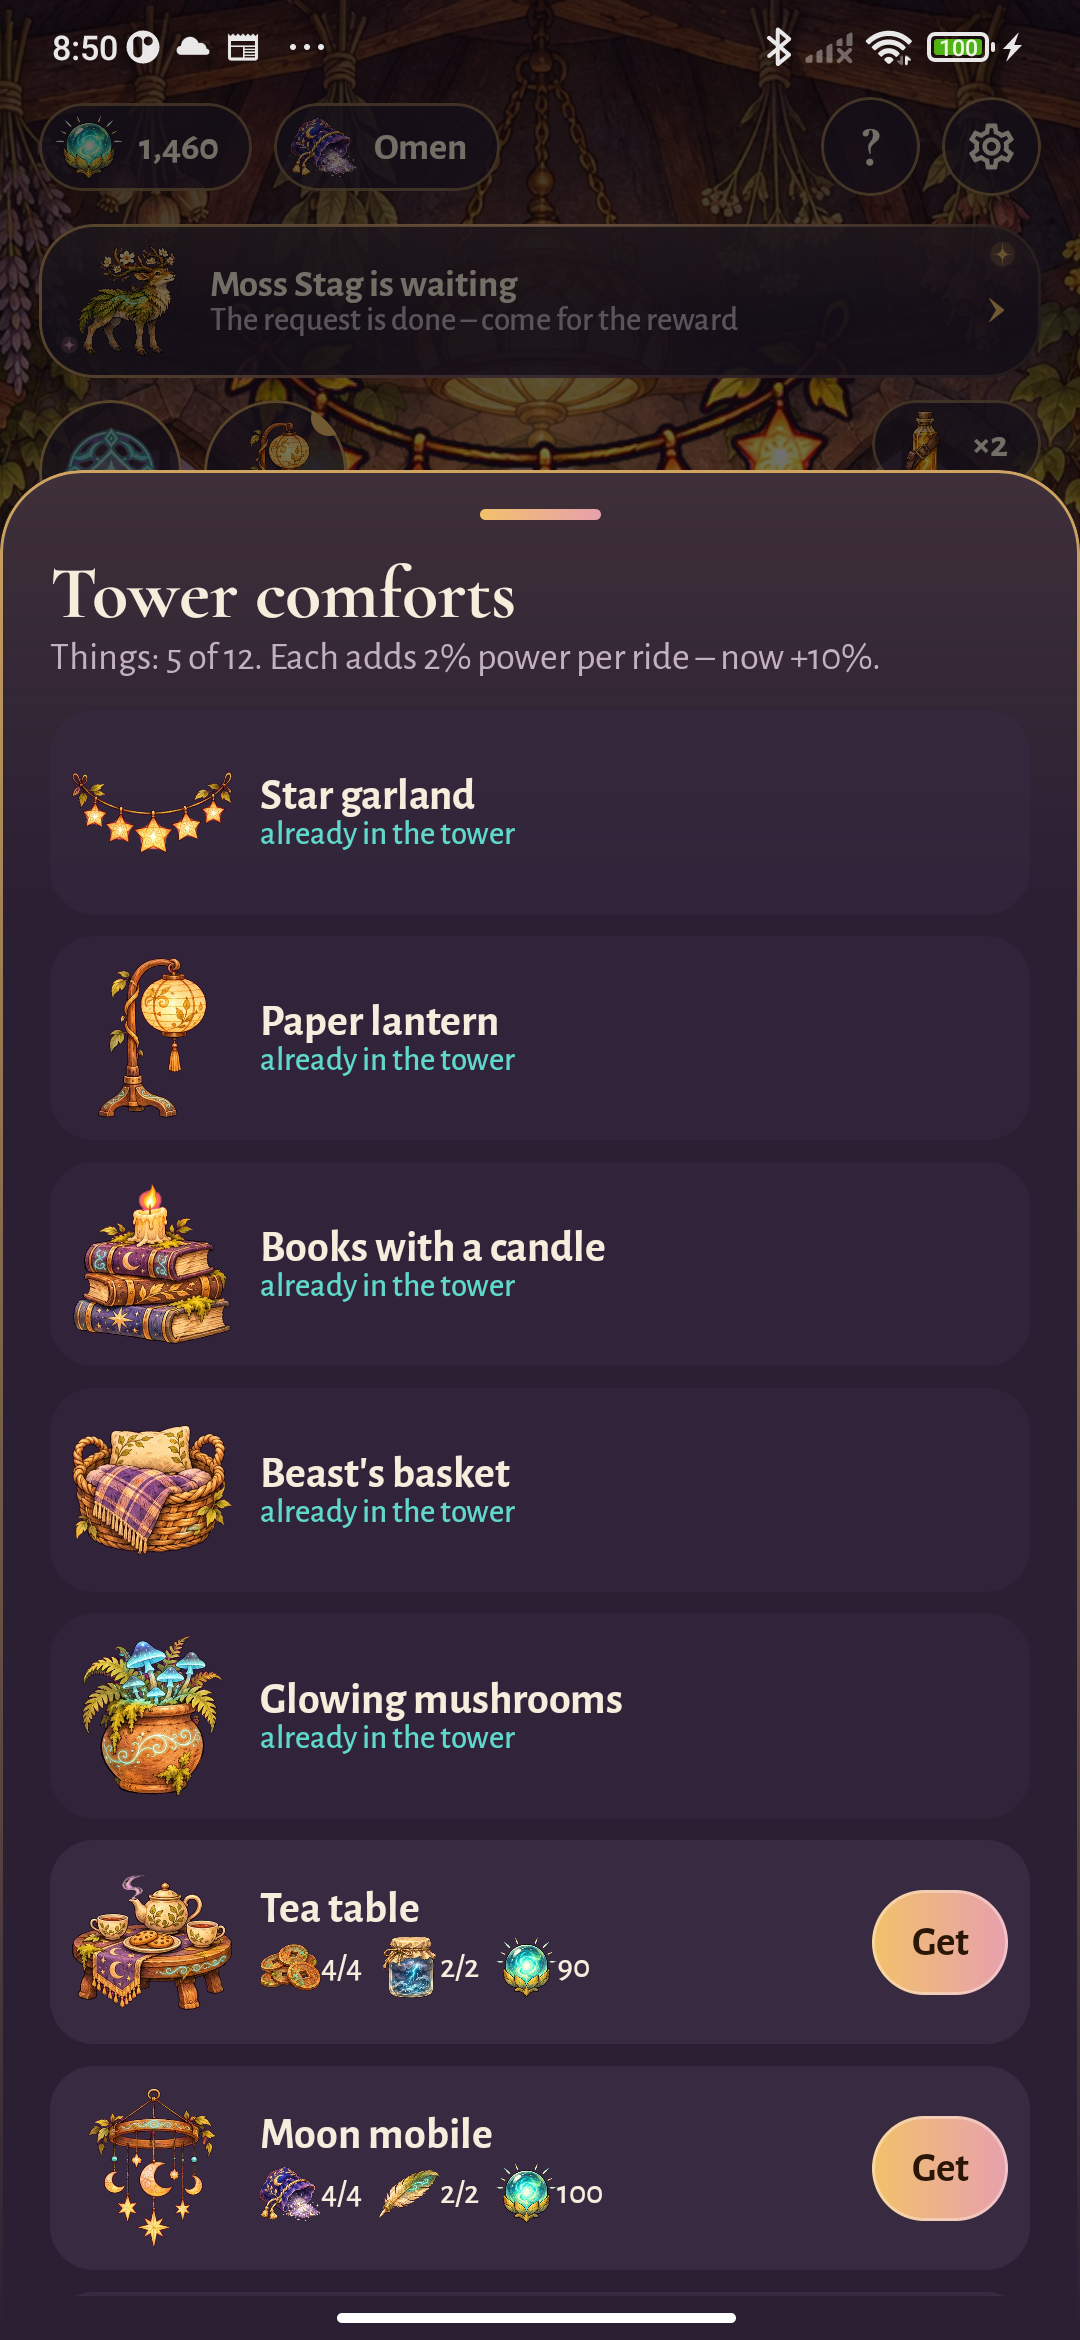 8:50
100
1,460
Omen
?
Moss Stag is waiting
The request is done – come for the reward
×2
Tower comforts
Things: 5 of 12. Each adds 2% power per ride – now +10%.
Star garland
already in the tower
Paper lantern
already in the tower
Books with a candle
already in the tower
Beast's basket
already in the tower
Glowing mushrooms
already in the tower
Tea table
4/4 2/2 90
Get
Moon mobile
4/4 2/2 100
Get